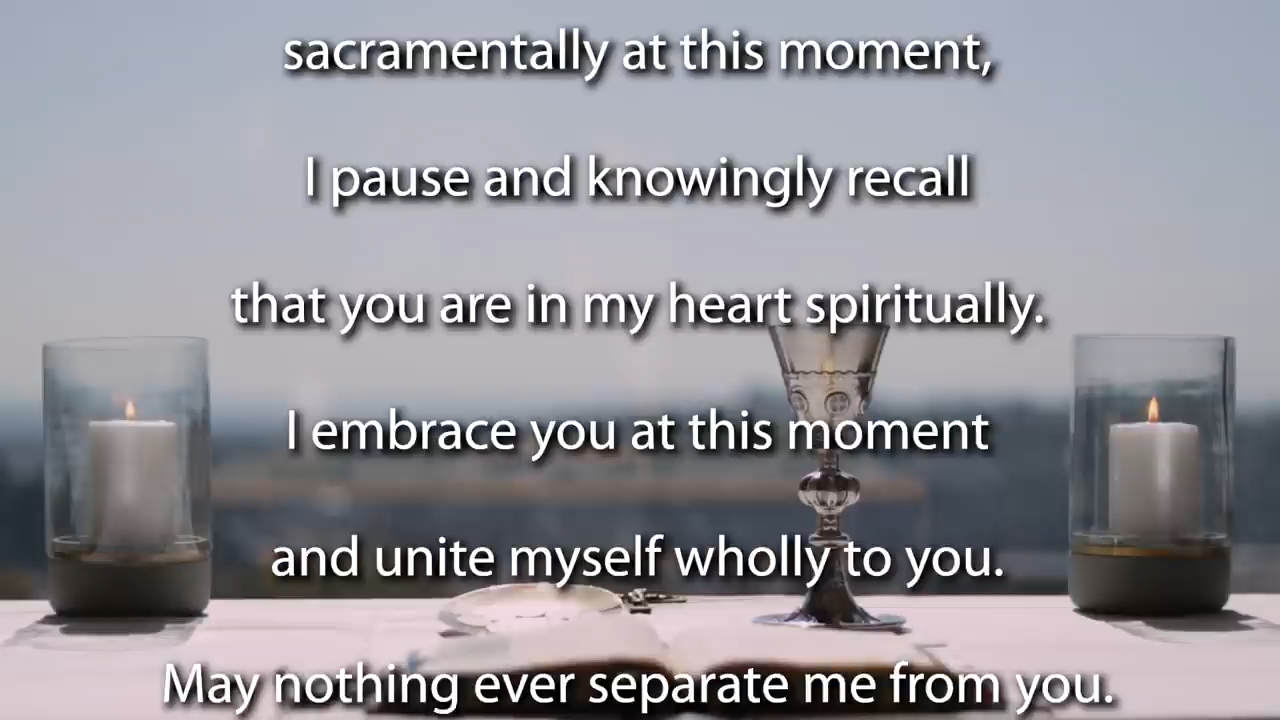 sacramentally at this moment,
I pause and knowingly recall
that you are in my heart spiritually.
I embrace you at this moment
and unite myself wholly to you.
May nothing ever separate me from you.